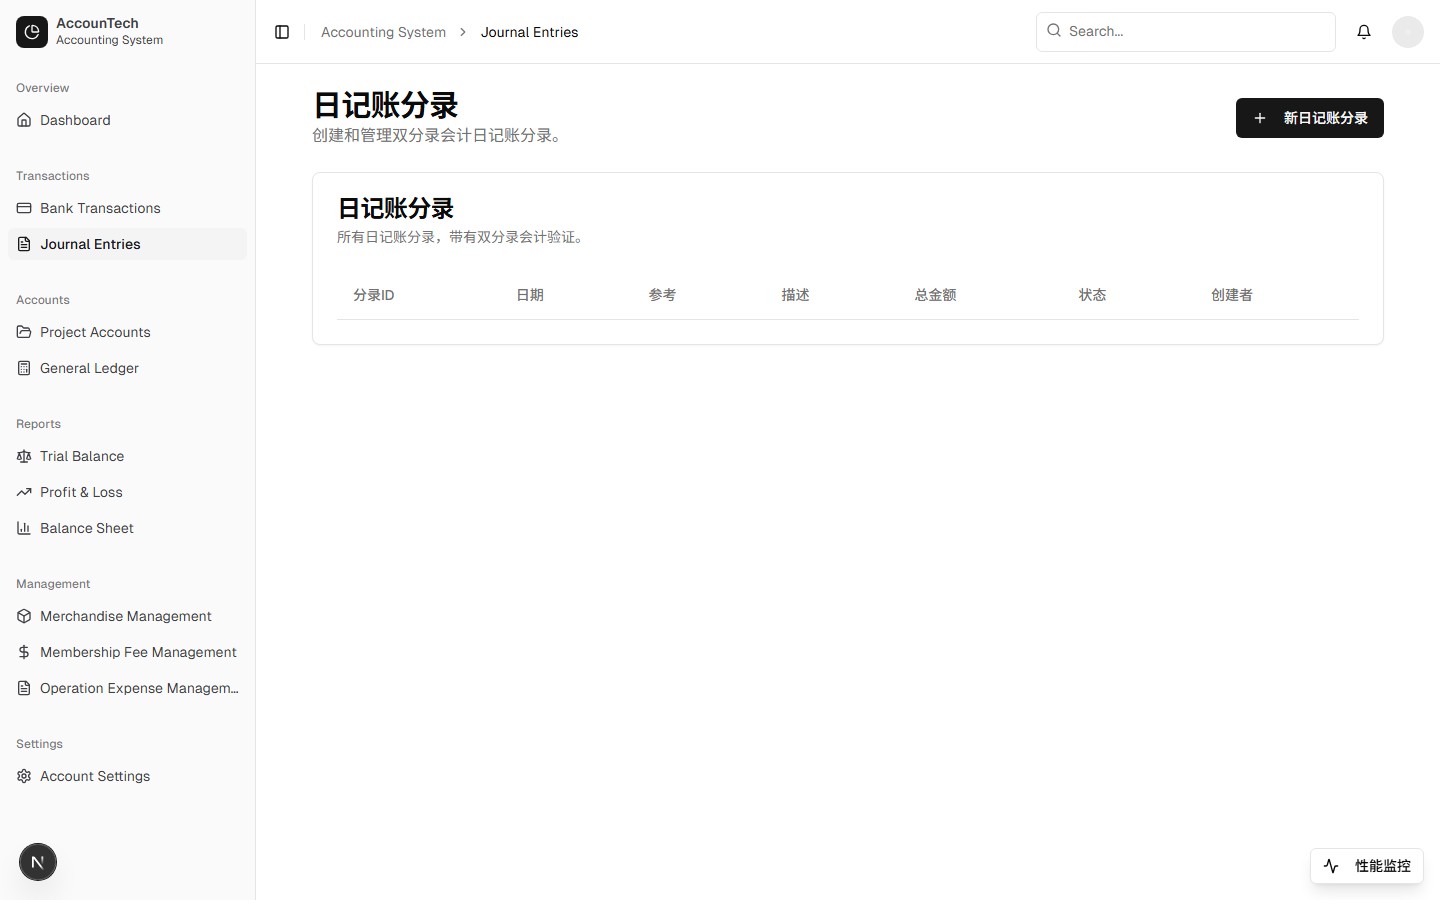 AccounTech
Accounting System
Overview
Dashboard
Transactions
Bank Transactions
Journal Entries
Accounts
Project Accounts
General Ledger
Reports
Trial Balance
Profit & Loss
Balance Sheet
Management
Merchandise Management
Membership Fee Management
Operation Expense Managem...
Settings
Account Settings
N
Accounting System > Journal Entries
Search...
日记账分录
创建和管理双分录会计日记账分录。
新日记账分录
日记账分录
所有日记账分录，带有双分录会计验证。
分录ID 日期 参考 描述 总金额 状态 创建者
性能监控